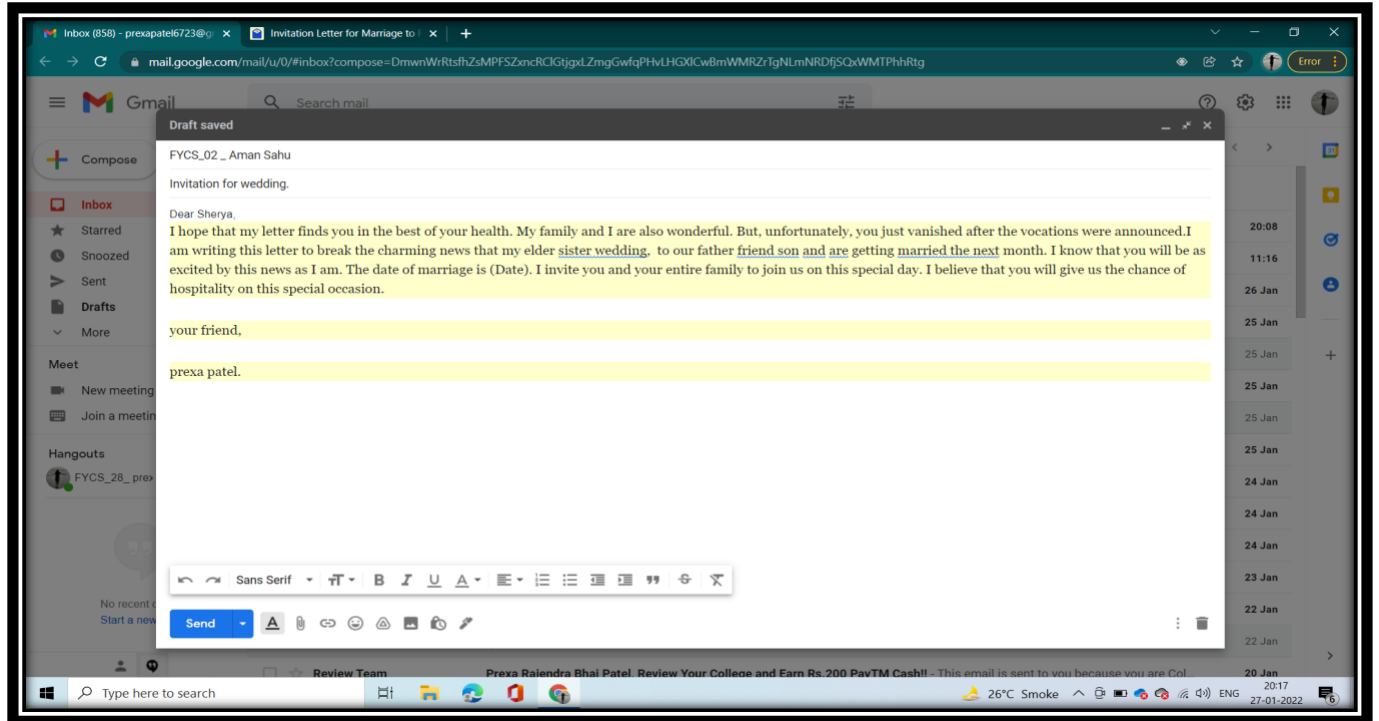 Inbox (858) - prexapatel6723@g
Invitation Letter for Marriage to
mail.google.com/mail/u/0/#inbox?compose=DmwnWrRtsfhZsMPFSZxncRClGtjgxLZmgGwfqPHvLHGXlCwBmWMRZrTgNLmNRDfjSQxWMTPhhRtg
Error
Gmail
Search mail
Draft saved
FYCS_02 _ Aman Sahu
Compose
Invitation for wedding.
Inbox
Starred
Snoozed
Sent
Drafts
More
Dear Sherya,
I hope that my letter finds you in the best of your health. My family and I are also wonderful. But, unfortunately, you just vanished after the vocations were announced.I
am writing this letter to break the charming news that my elder sister wedding,  to our father friend son and are getting married the next month. I know that you will be as
excited by this news as I am. The date of marriage is (Date). I invite you and your entire family to join us on this special day. I believe that you will give us the chance of
hospitality on this special occasion.
your friend,
prexa patel.
Meet
New meeting
Join a meetin
Hangouts
FYCS_28_ prex
No recent c
Start a new
20:08
11:16
26 Jan
25 Jan
25 Jan
25 Jan
25 Jan
25 Jan
24 Jan
24 Jan
24 Jan
23 Jan
22 Jan
22 Jan
Sans Serif
Send
Review Team
Prexa Rajendra Bhai Patel, Review Your College and Earn Rs.200 PayTM Cash!! - This email is sent to you because you are Col
20 Jan
Type here to search
26°C Smoke
ENG
20:17
27-01-2022
6